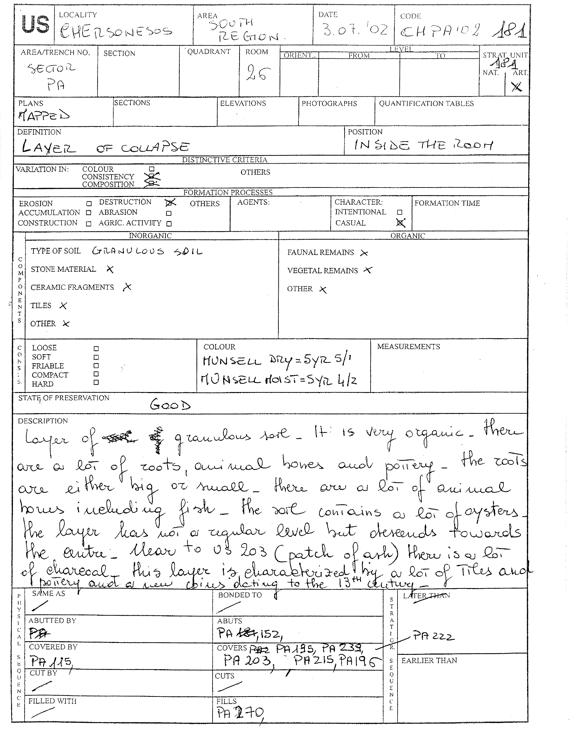 US
LOCALITY CHERSONESOS
AREA SOUTH REGION
DATE 3.07.'02
CODE CHPA'02 181
AREA/TRENCH NO. SECTOR PA
SECTION
QUADRANT
ROOM 26
LEVEL
ORIENT. FROM TO
STRAT. UNIT 181
NAT. ART. X
PLANS MAPPED
SECTIONS
ELEVATIONS
PHOTOGRAPHS
QUANTIFICATION TABLES
DEFINITION
LAYER OF COLLAPSE
POSITION
INSIDE THE ROOM
DISTINCTIVE CRITERIA
VARIATION IN: COLOUR □ OTHERS
CONSISTENCY X
COMPOSITION X
FORMATION PROCESSES
EROSION □ DESTRUCTION X OTHERS
ACCUMULATION □ ABRASION □
CONSTRUCTION □ AGRIC. ACTIVITY □
AGENTS:
CHARACTER:
INTENTIONAL □
CASUAL X
FORMATION TIME
COMPONENTS
INORGANIC
TYPE OF SOIL GRANULOUS SOIL
STONE MATERIAL X
CERAMIC FRAGMENTS X
TILES X
OTHER X
ORGANIC
FAUNAL REMAINS X
VEGETAL REMAINS X
OTHER X
CONS:S
LOOSE □
SOFT □
FRIABLE □
COMPACT □
HARD □
COLOUR
MUNSELL DRY=5YR 5/1
MUNSELL MOIST=5YR 4/2
MEASUREMENTS
STATE OF PRESERVATION
GOOD
DESCRIPTION
Layer of granulous soil - It is very organic - there
are a lot of roots, animal bones and pottery - the roots
are either big or small - there are a lot of animal
bones including fish - the soil contains a lot of oysters -
the layer has not a regular level but descends towards
the centre - Near to US 203 (patch of ash) there is a lot
of charcoal - this layer is characterized by a lot of Tiles and
pottery and a new coins dating to the 13th century -
PHYSICAL SEQUENCE
SAME AS
BONDED TO
ABUTTED BY
PA
ABUTS
PA 181, 152,
COVERED BY
PA 115,
COVERS PA195, PA 239,
PA 203, PA215, PA196
CUT BY
CUTS
FILLED WITH
FILLS
PA 270,
STRATIGR. SEQUENCE
LATER THAN
PA 222
EARLIER THAN